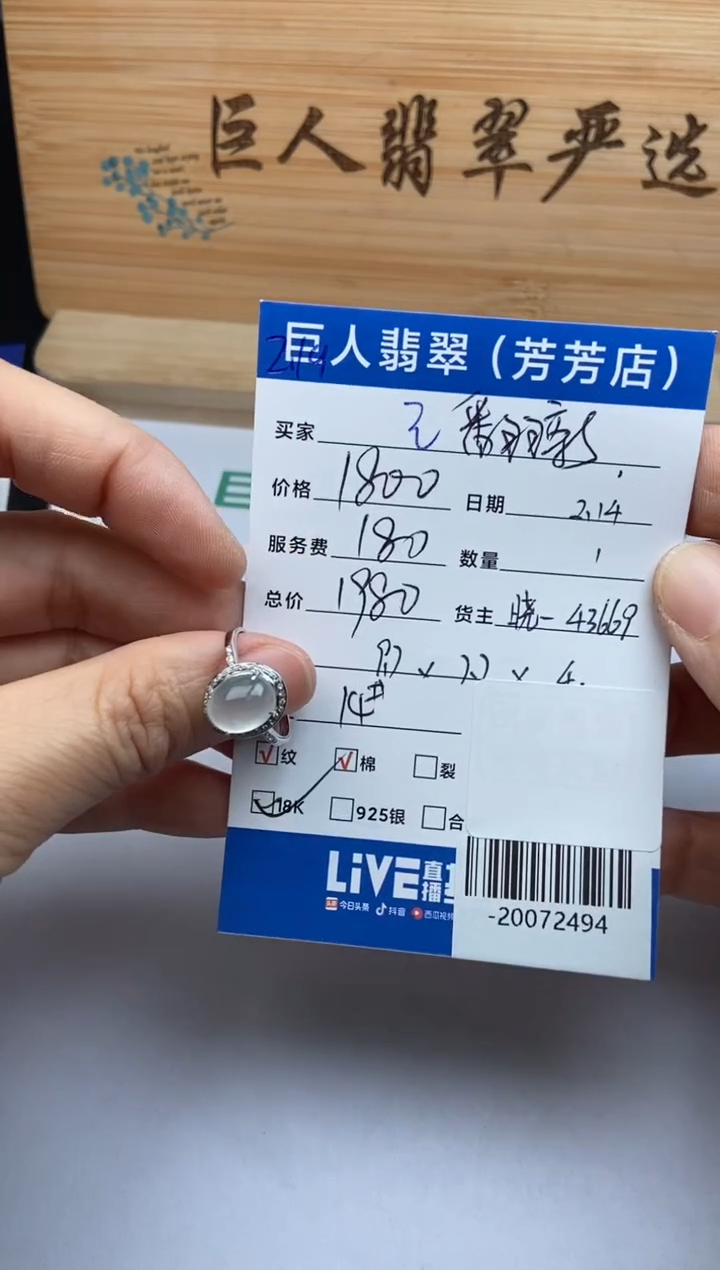 巨人翡翠严选
2.14
巨人翡翠（芳芳店）
买家
价格 1800 日期 2.14
服务费 180 数量 1
总价 1980 货主 晓一 43669
14#
√纹 √棉 裂
18K 925银 合
LiVE 直播
今日头条 抖音 西瓜视频
-20072494